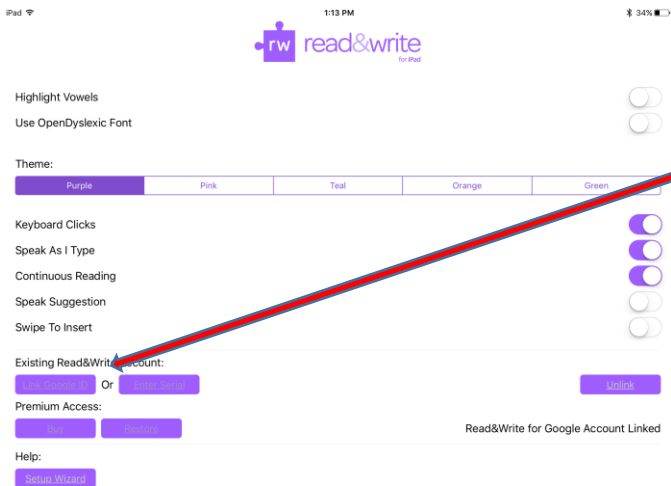 iPad 1:13 PM 34%
rw read&write
for iPad
Highlight Vowels
Use OpenDyslexic Font
Theme:
Purple Pink Teal Orange Green
Keyboard Clicks
Speak As I Type
Continuous Reading
Speak Suggestion
Swipe To Insert
Existing Read&Write Account:
Link Google ID Or Enter Serial Unlink
Premium Access:
Buy Restore Read&Write for Google Account Linked
Help:
Setup Wizard